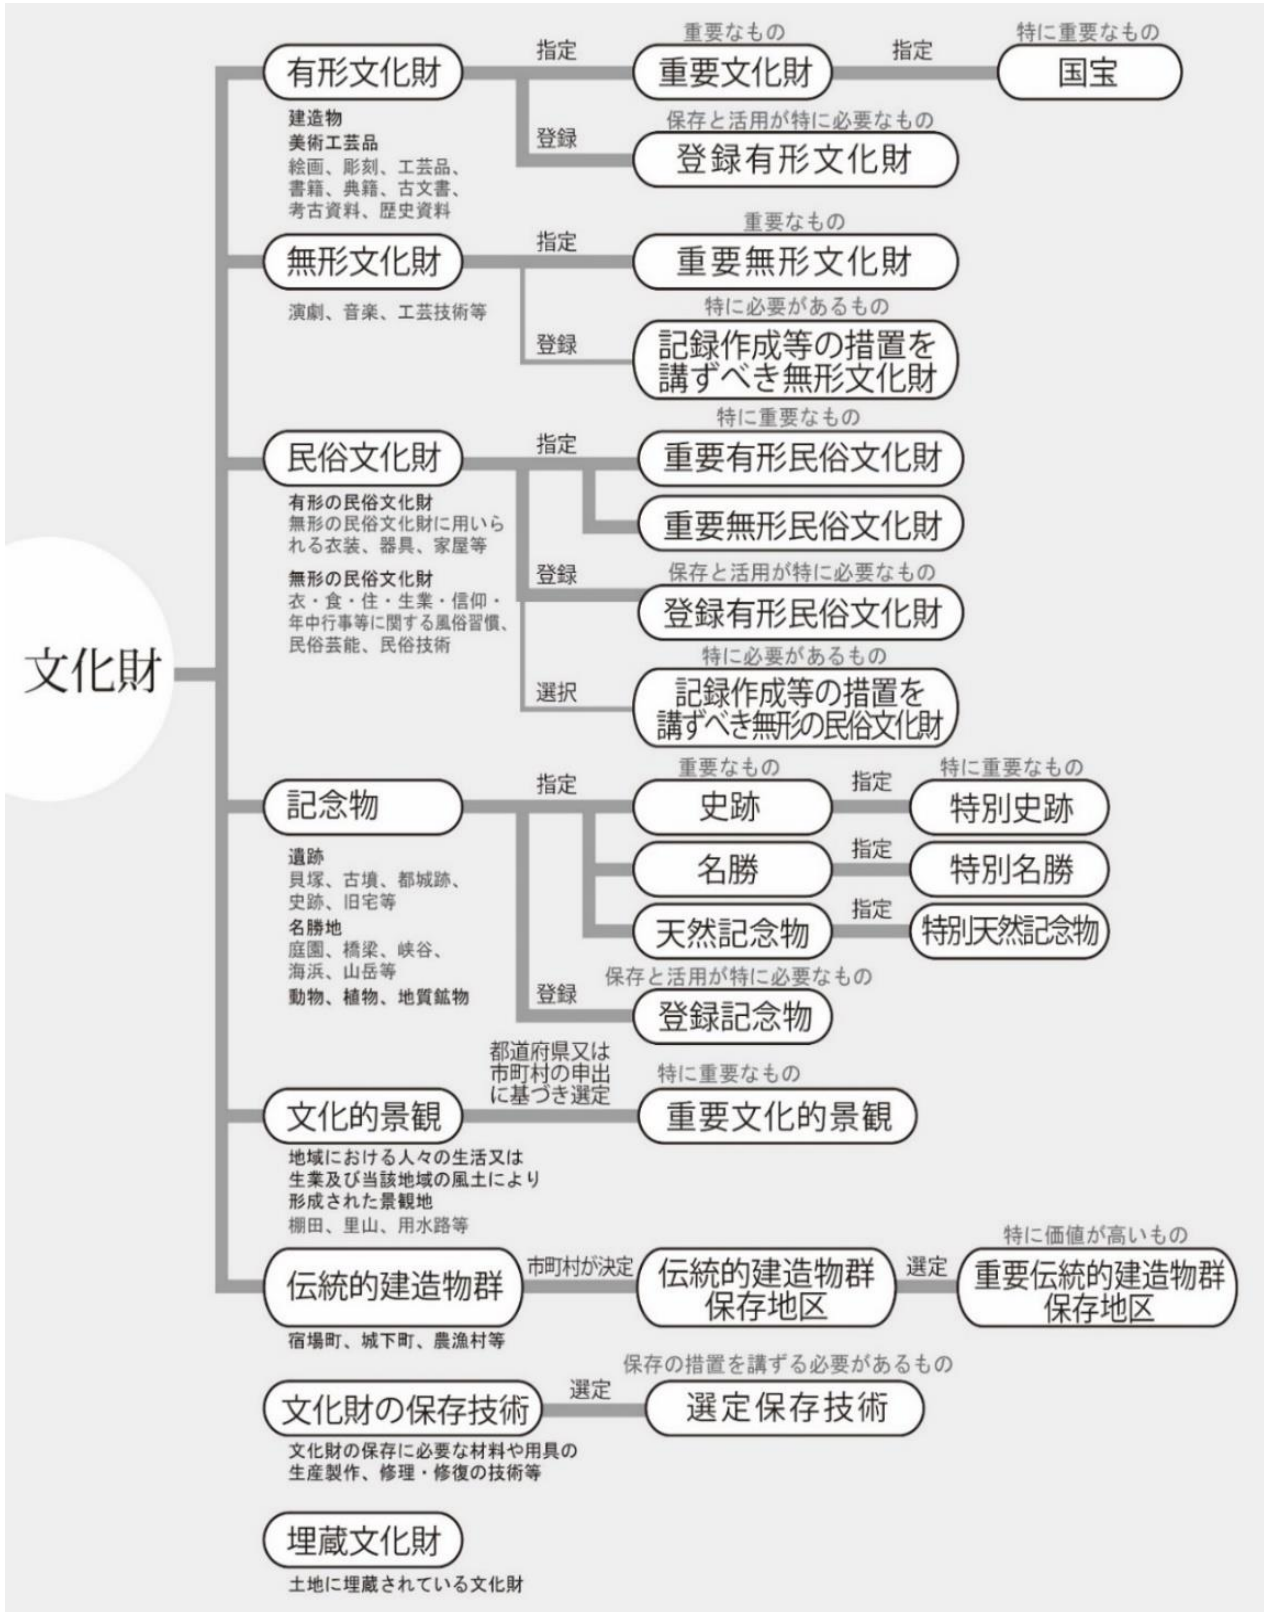 文化財
有形文化財
建造物
美術工芸品
絵画、彫刻、工芸品、
書籍、典籍、古文書、
考古資料、歴史資料
指定
重要なもの
重要文化財
指定
特に重要なもの
国宝
登録
保存と活用が特に必要なもの
登録有形文化財
無形文化財
演劇、音楽、工芸技術等
指定
重要なもの
重要無形文化財
登録
特に必要があるもの
記録作成等の措置を
講ずべき無形文化財
民俗文化財
有形の民俗文化財
無形の民俗文化財に用いら
れる衣装、器具、家屋等
無形の民俗文化財
衣・食・住・生業・信仰・
年中行事等に関する風俗習慣、
民俗芸能、民俗技術
指定
特に重要なもの
重要有形民俗文化財
重要無形民俗文化財
登録
保存と活用が特に必要なもの
登録有形民俗文化財
選択
特に必要があるもの
記録作成等の措置を
講ずべき無形の民俗文化財
記念物
遺跡
貝塚、古墳、都城跡、
史跡、旧宅等
名勝地
庭園、橋梁、峡谷、
海浜、山岳等
動物、植物、地質鉱物
指定
重要なもの
史跡
指定
特に重要なもの
特別史跡
名勝
指定
特別名勝
天然記念物
指定
特別天然記念物
登録
保存と活用が特に必要なもの
登録記念物
文化的景観
地域における人々の生活又は
生業及び当該地域の風土により
形成された景観地
棚田、里山、用水路等
都道府県又は
市町村の申出
に基づき選定
特に重要なもの
重要文化的景観
伝統的建造物群
宿場町、城下町、農漁村等
市町村が決定
伝統的建造物群
保存地区
選定
特に価値が高いもの
重要伝統的建造物群
保存地区
文化財の保存技術
文化財の保存に必要な材料や用具の
生産製作、修理・修復の技術等
選定
保存の措置を講ずる必要があるもの
選定保存技術
埋蔵文化財
土地に埋蔵されている文化財